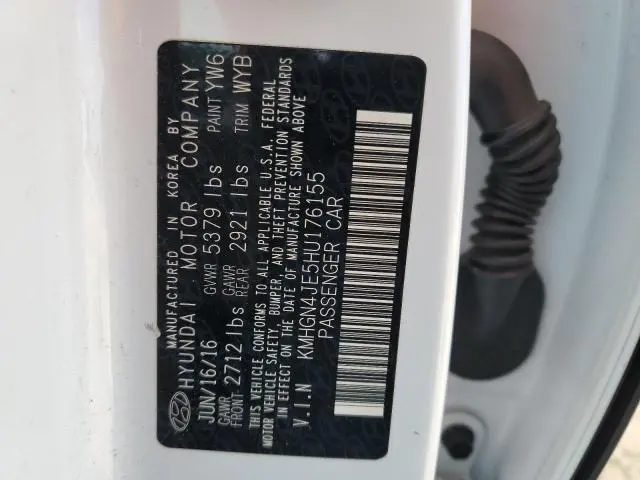 MANUFACTURED IN KOREA BY
HYUNDAI MOTOR COMPANY
JUN/16/16 GVWR 5379 lbs PAINT YW6
GAWR FRONT 2712 lbs GAWR REAR 2921 lbs TRIM WYB
THIS VEHICLE CONFORMS TO ALL APPLICABLE U.S.A. FEDERAL
MOTOR VEHICLE SAFETY, BUMPER, AND THEFT PREVENTION STANDARDS
IN EFFECT ON THE DATE OF MANUFACTURE SHOWN ABOVE
V.I.N KMHGN4JE5HU176155
PASSENGER CAR